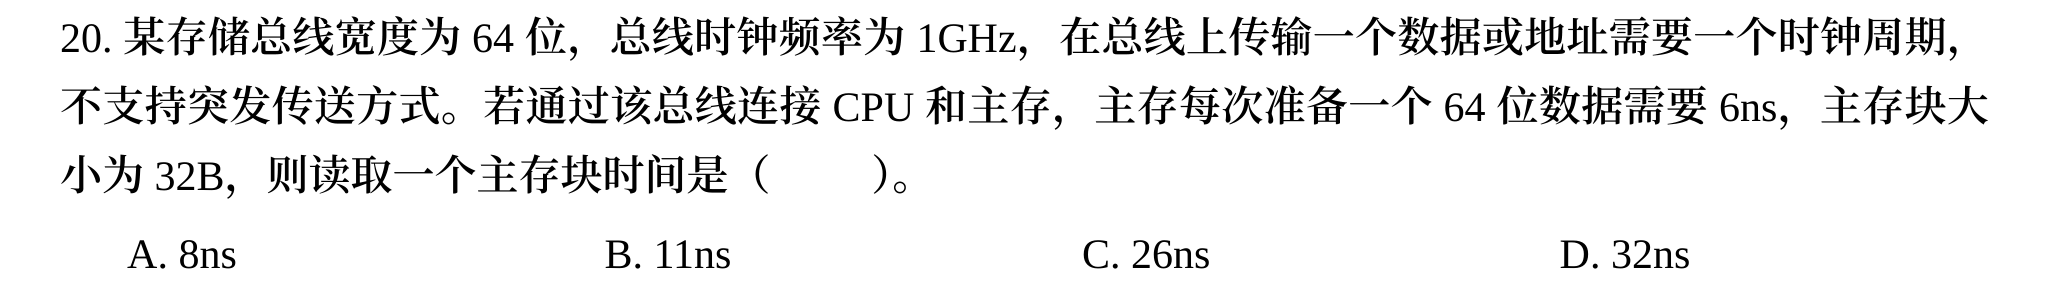 20. 某存储总线宽度为 64 位，总线时钟频率为 1GHz，在总线上传输一个数据或地址需要一个时钟周期，
不支持突发传送方式。若通过该总线连接 CPU 和主存，主存每次准备一个 64 位数据需要 6ns，主存块大
小为 32B，则读取一个主存块时间是（　　）。
A. 8ns B. 11ns C. 26ns D. 32ns